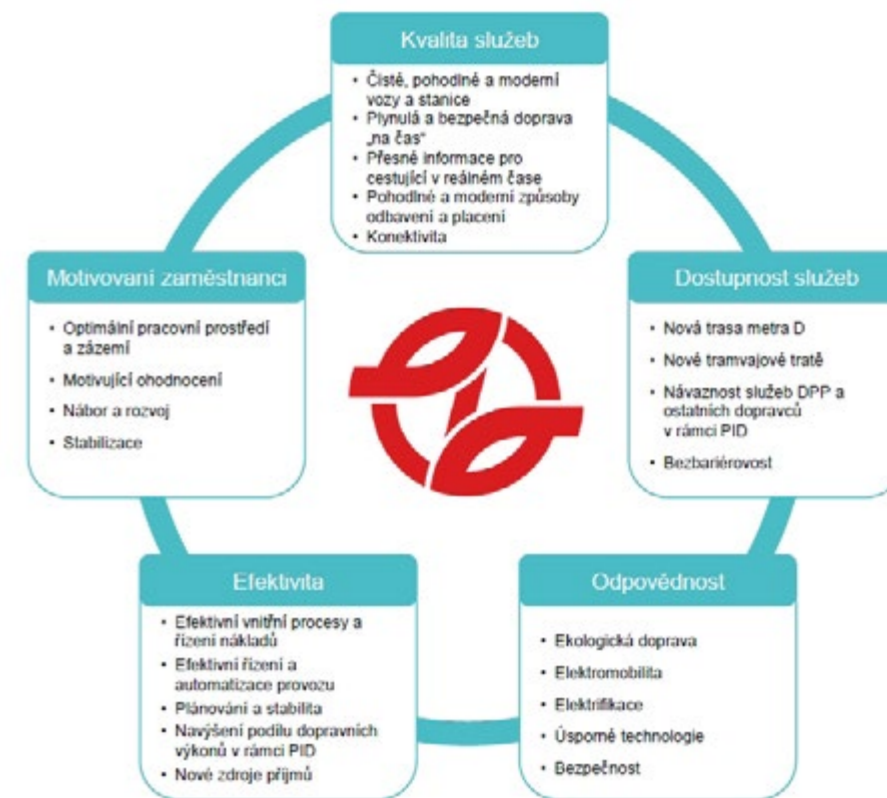 Kvalita služeb
• Čisté, pohodlné a moderní
vozy a stanice
• Plynulá a bezpečná doprava
„na čas“
• Přesné informace pro
cestující v reálném čase
• Pohodlné a moderní způsoby
odbavení a placení
• Konektivita
Motivovaní zaměstnanci
• Optimální pracovní prostředí
a zázemí
• Motivující ohodnocení
• Nábor a rozvoj
• Stabilizace
Dostupnost služeb
• Nová trasa metra D
• Nové tramvajové tratě
• Návaznost služeb DPP a
ostatních dopravců
v rámci PID
• Bezbariérovost
Efektivita
• Efektivní vnitřní procesy a
řízení nákladů
• Efektivní řízení a
automatizace provozu
• Plánování a stabilita
• Navýšení podílu dopravních
výkonů v rámci PID
• Nové zdroje příjmů
Odpovědnost
• Ekologická doprava
• Elektromobilita
• Elektrifikace
• Úsporné technologie
• Bezpečnost